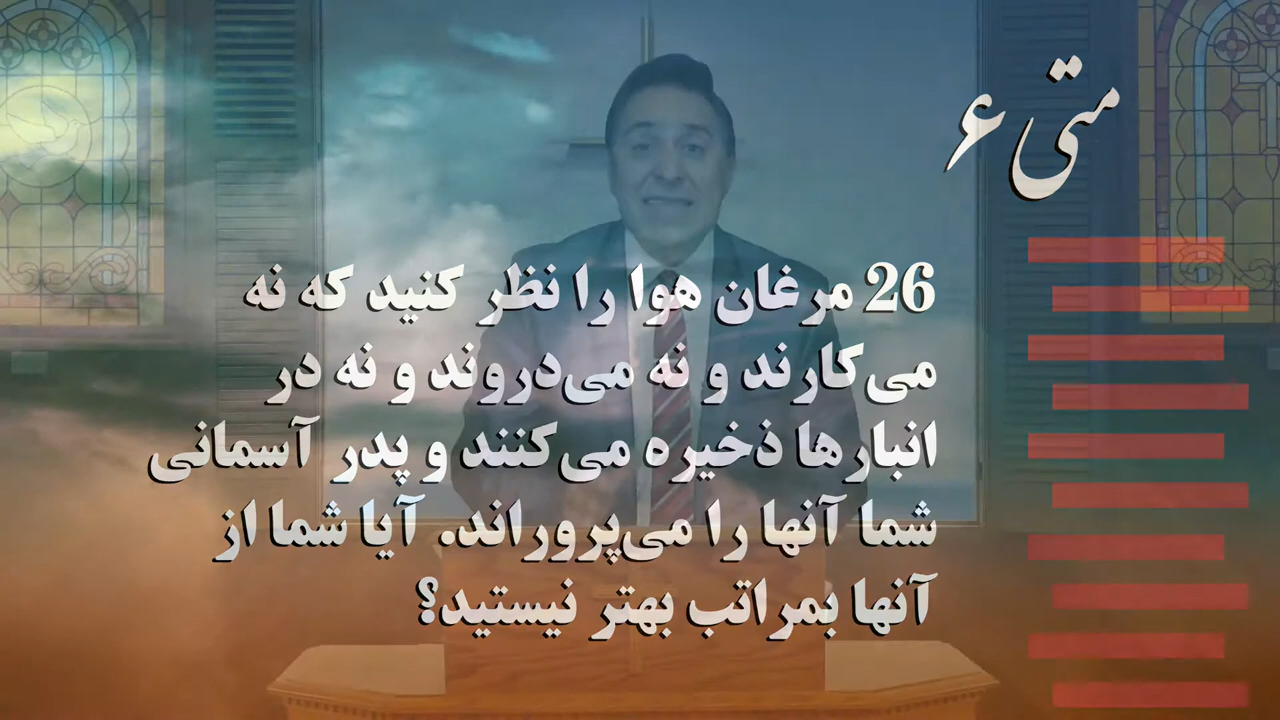 متی ۶
26 مرغان هوا را نظر کنید که نه
می‌کارند و نه می‌دروند و نه در
انبارها ذخیره می‌کنند و پدر آسمانی
شما آنها را می‌پروراند. آیا شما از
آنها بمراتب بهتر نیستید؟